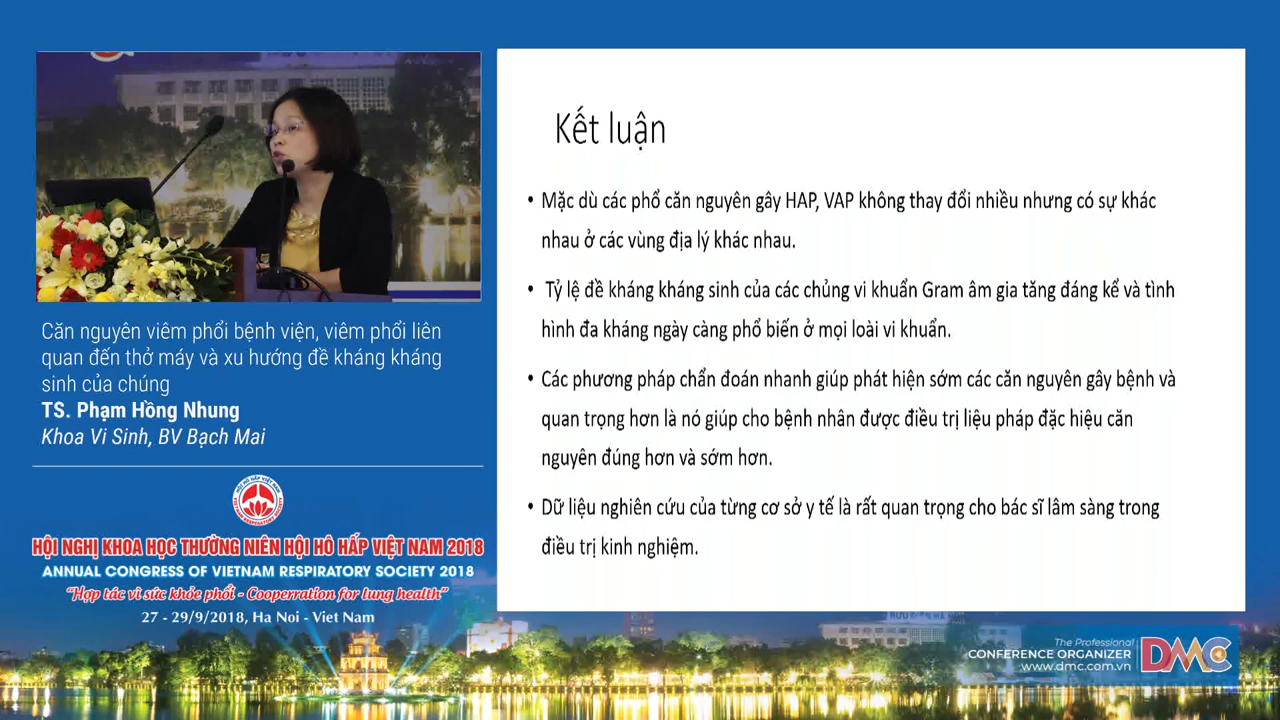 Kết luận
• Mặc dù các phổ căn nguyên gây HAP, VAP không thay đổi nhiều nhưng có sự khác
nhau ở các vùng địa lý khác nhau.
• Tỷ lệ đề kháng kháng sinh của các chủng vi khuẩn Gram âm gia tăng đáng kể và tình
hình đa kháng ngày càng phổ biến ở mọi loài vi khuẩn.
• Các phương pháp chẩn đoán nhanh giúp phát hiện sớm các căn nguyên gây bệnh và
quan trọng hơn là nó giúp cho bệnh nhân được điều trị liệu pháp đặc hiệu căn
nguyên đúng hơn và sớm hơn.
• Dữ liệu nghiên cứu của từng cơ sở y tế là rất quan trọng cho bác sĩ lâm sàng trong
điều trị kinh nghiệm.
Căn nguyên viêm phổi bệnh viện, viêm phổi liên
quan đến thở máy và xu hướng đề kháng kháng
sinh của chúng
TS. Phạm Hồng Nhung
Khoa Vi Sinh, BV Bạch Mai
HỘI HÔ HẤP VIỆT NAM
VIETNAM RESPIRATORY SOCIETY
HỘI NGHỊ KHOA HỌC THƯỜNG NIÊN HỘI HÔ HẤP VIỆT NAM 2018
ANNUAL CONGRESS OF VIETNAM RESPIRATORY SOCIETY 2018
"Hợp tác vì sức khỏe phổi - Cooperration for lung health"
27 - 29/9/2018, Ha Noi - Viet Nam
The Professional
CONFERENCE ORGANIZER
www.dmc.com.vn
DMC